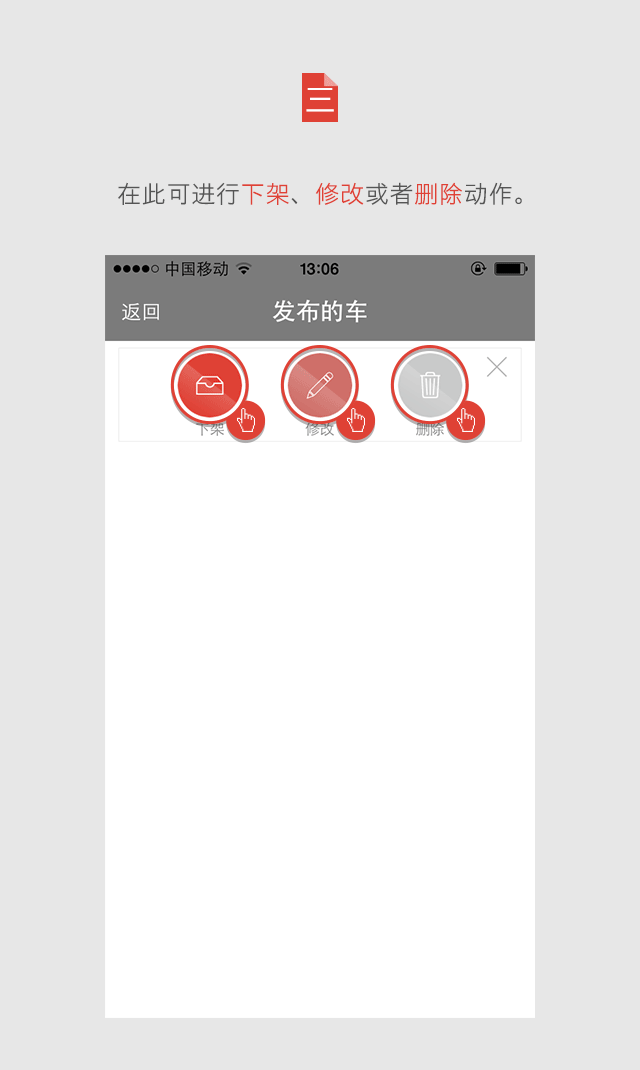 三
在此可进行下架、修改或者删除动作。
中国移动 13:06
返回 发布的车
下架 修改 删除